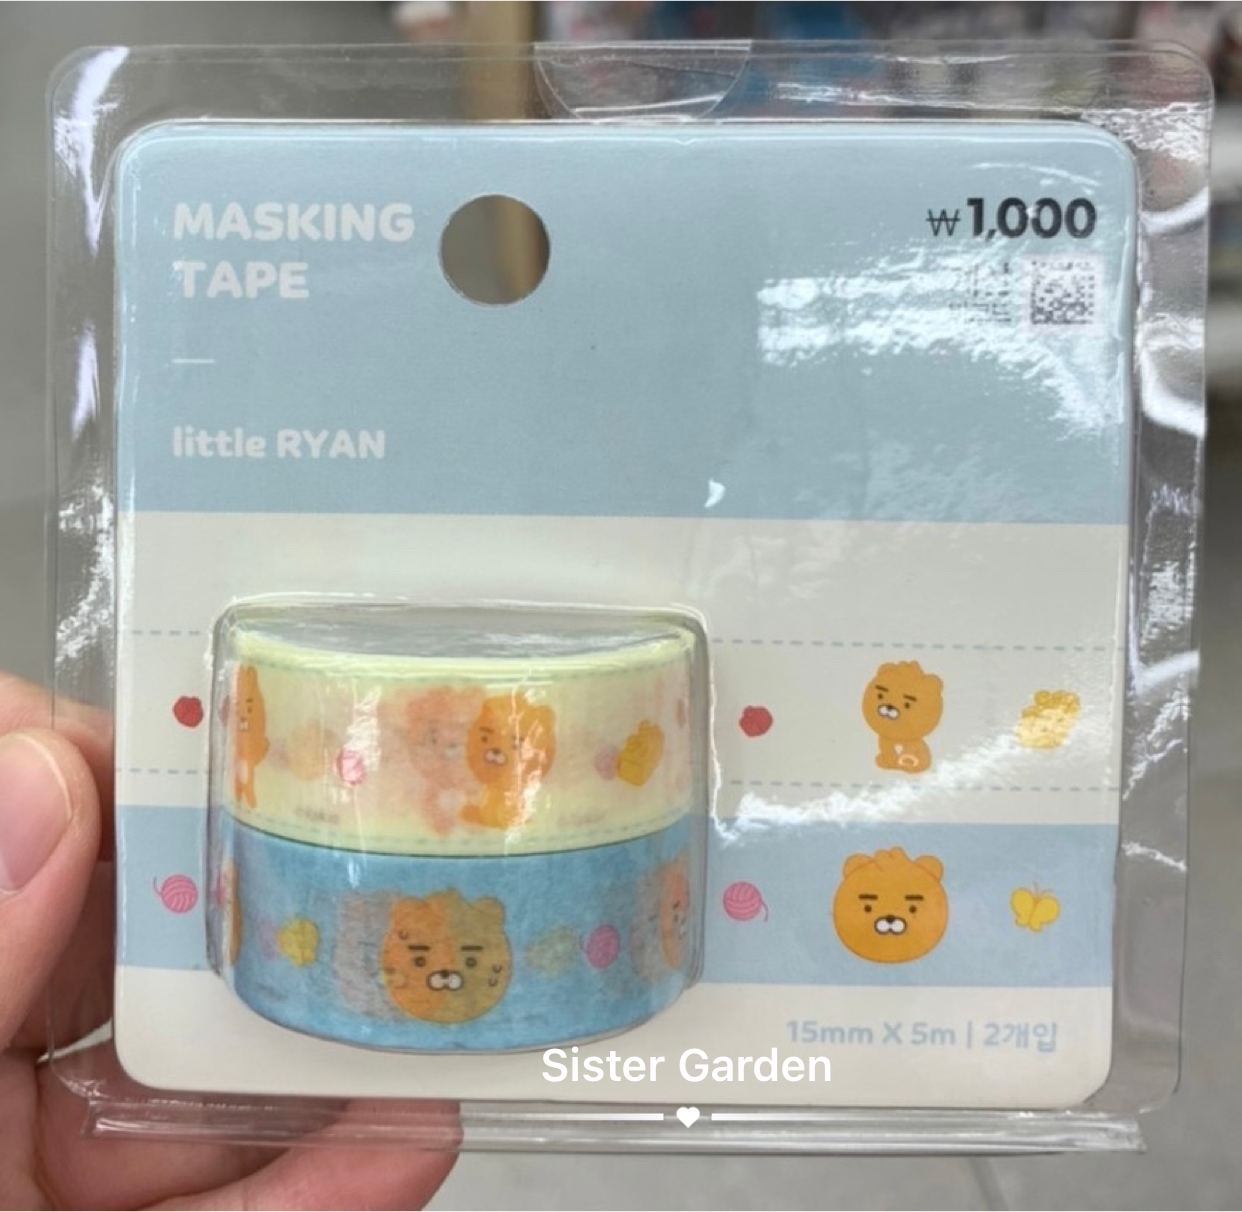 MASKING
TAPE
₩1,000
little RYAN
15mm X 5m | 2개입
Sister Garden